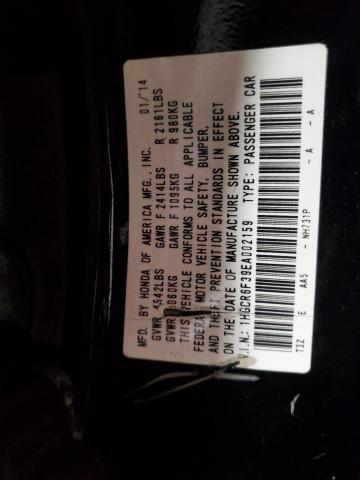 MFD. BY HONDA OF AMERICA MFG., INC. 01/'14
GVWR 4542LBS GAWR F 2414LBS R 2161LBS
GVWR 2060KG GAWR F 1095KG R 980KG
THIS VEHICLE CONFORMS TO ALL APPLICABLE
FEDERAL MOTOR VEHICLE SAFETY, BUMPER,
AND THEFT PREVENTION STANDARDS IN EFFECT
ON THE DATE OF MANUFACTURE SHOWN ABOVE.
V.I.N.: 1HGCR6F39EA002159 TYPE: PASSENGER CAR
T3Z E AA5 - NH731P - A - A